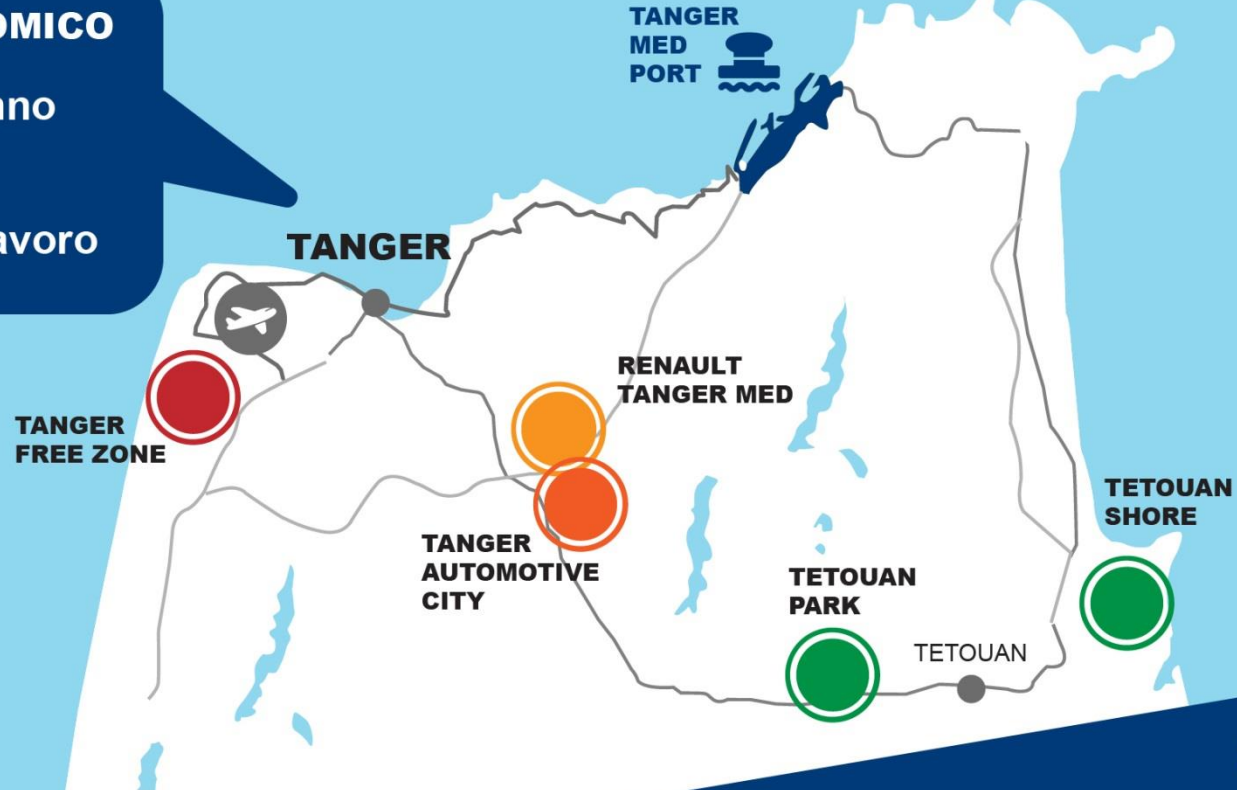 OMICO
nno
avoro
TANGER
MED
PORT
TANGER
RENAULT
TANGER MED
TANGER
FREE ZONE
TANGER
AUTOMOTIVE
CITY
TETOUAN
SHORE
TETOUAN
PARK
TETOUAN